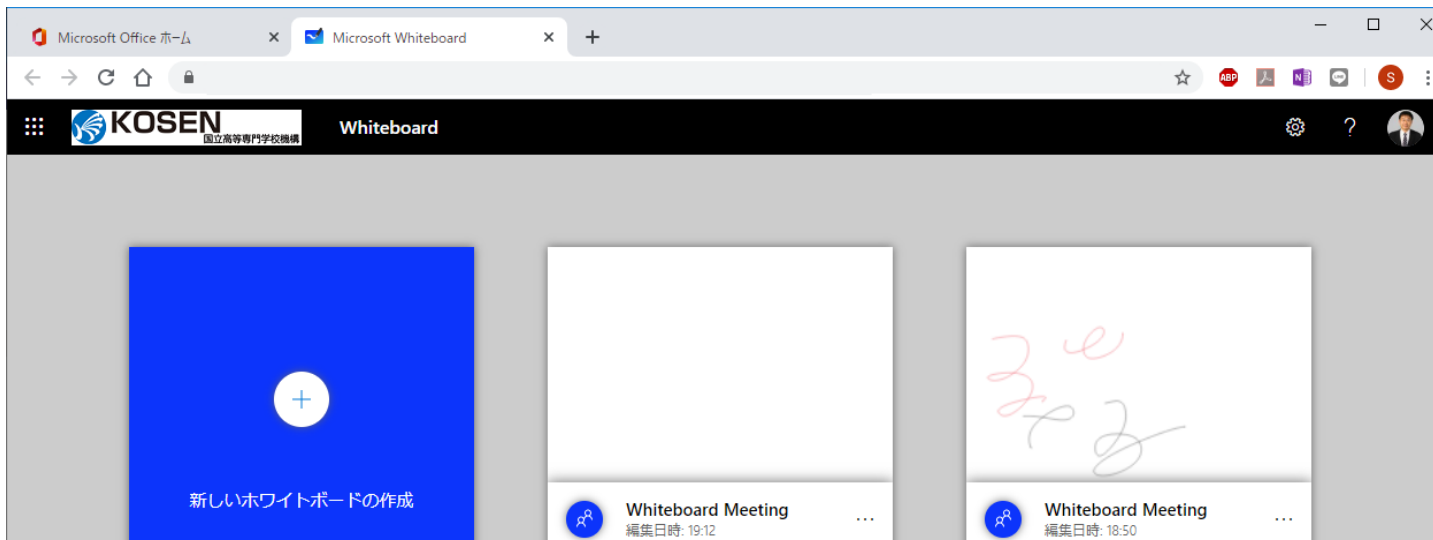 Microsoft Office ホーム
Microsoft Whiteboard
ABP
N
LINE
S
KOSEN
国立高等専門学校機構
Whiteboard
?
新しいホワイトボードの作成
Whiteboard Meeting
編集日時: 19:12
Whiteboard Meeting
編集日時: 18:50